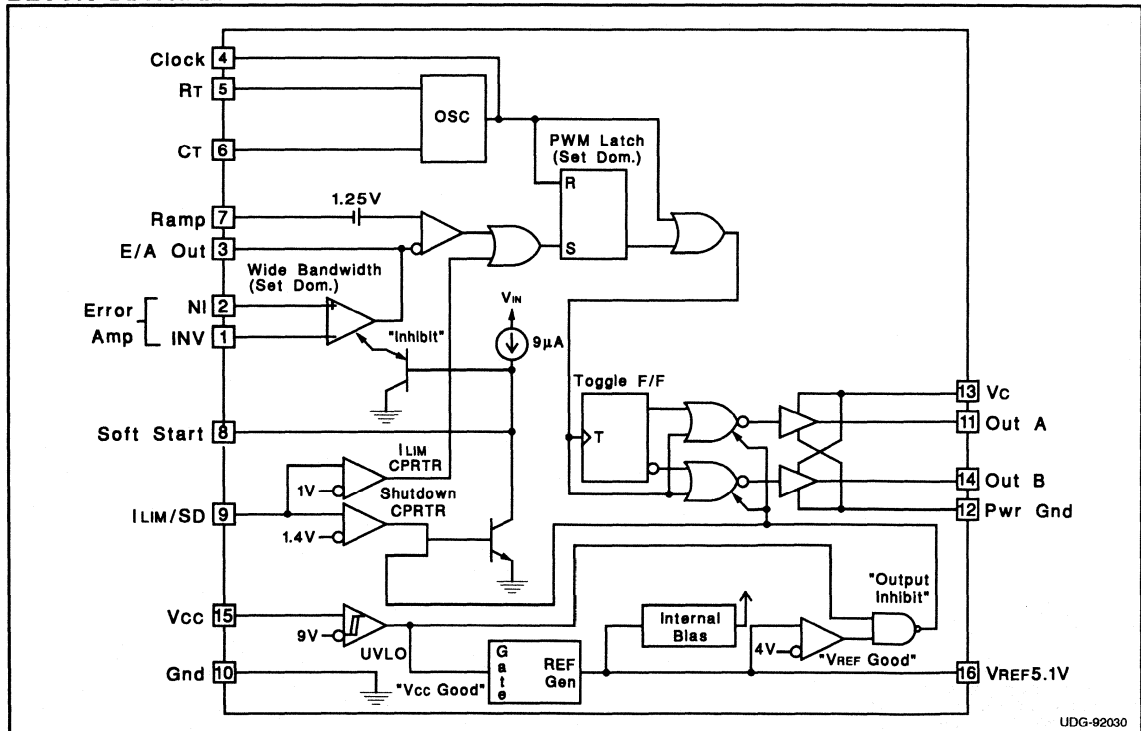 Clock 4
RT 5
CT 6
OSC
PWM Latch
(Set Dom.)
R
S
1.25V
Ramp 7
E/A Out 3
Wide Bandwidth
(Set Dom.)
Error
Amp
NI 2
INV 1
+
−
"Inhibit"
VIN
9µA
Toggle F/F
T
13 Vc
11 Out A
14 Out B
12 Pwr Gnd
Soft Start 8
ILIM
CPRTR
1V
Shutdown
CPRTR
ILIM/SD 9
1.4V
"Output
Inhibit"
Vcc 15
9V
UVLO
Internal
Bias
4V
"VREF Good"
Gnd 10
"Vcc Good"
Gate
REF
Gen
16 VREF5.1V
UDG-92030